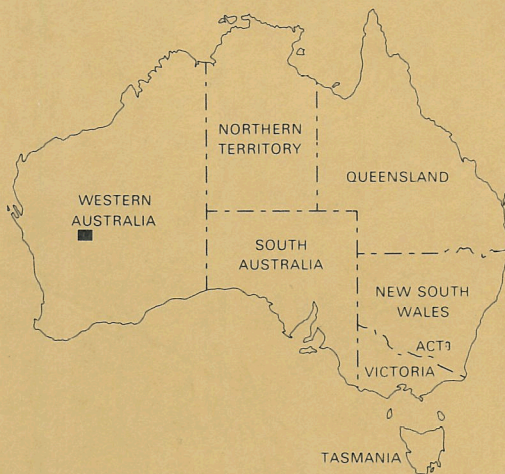 NORTHERN
TERRITORY
QUEENSLAND
WESTERN
AUSTRALIA
SOUTH
AUSTRALIA
NEW SOUTH
WALES
ACT
VICTORIA
TASMANIA